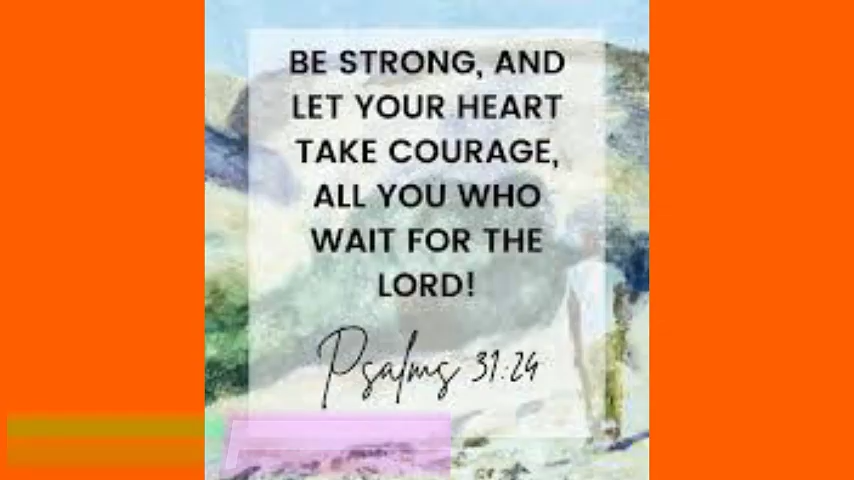 BE STRONG, AND
LET YOUR HEART
TAKE COURAGE,
ALL YOU WHO
WAIT FOR THE
LORD!
Psalms 31:24